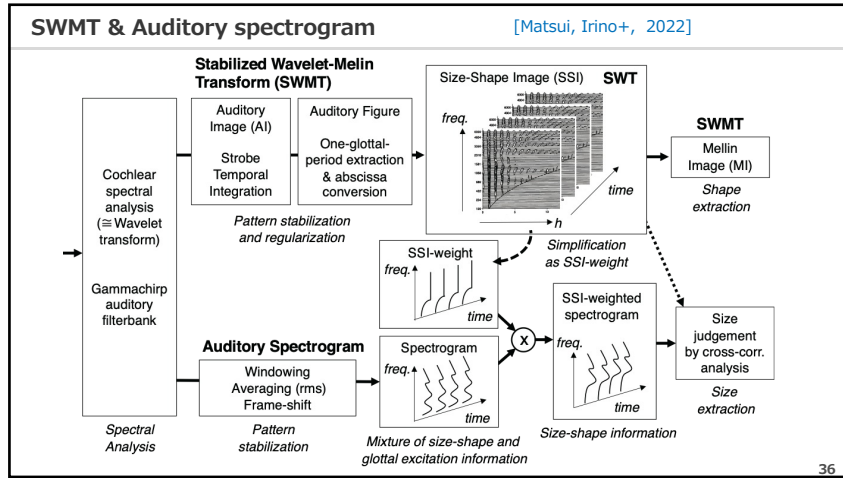 SWMT & Auditory spectrogram
[Matsui, Irino+, 2022]
Stabilized Wavelet-Melin
Transform (SWMT)
Cochlear
spectral
analysis
(≅Wavelet
transform)
Gammachirp
auditory
filterbank
Spectral
Analysis
Auditory
Image (AI)
Strobe
Temporal
Integration
Auditory Figure
One-glottal-
period extraction
& abscissa
conversion
Pattern stabilization
and regularization
Size-Shape Image (SSI)
SWT
freq.
time
h
Simplification
as SSI-weight
SWMT
Mellin
Image (MI)
Shape
extraction
SSI-weight
freq.
time
Auditory Spectrogram
Windowing
Averaging (rms)
Frame-shift
Pattern
stabilization
Spectrogram
freq.
time
Mixture of size-shape and
glottal excitation information
X
SSI-weighted
spectrogram
freq.
time
Size-shape information
Size
judgement
by cross-corr.
analysis
Size
extraction
36